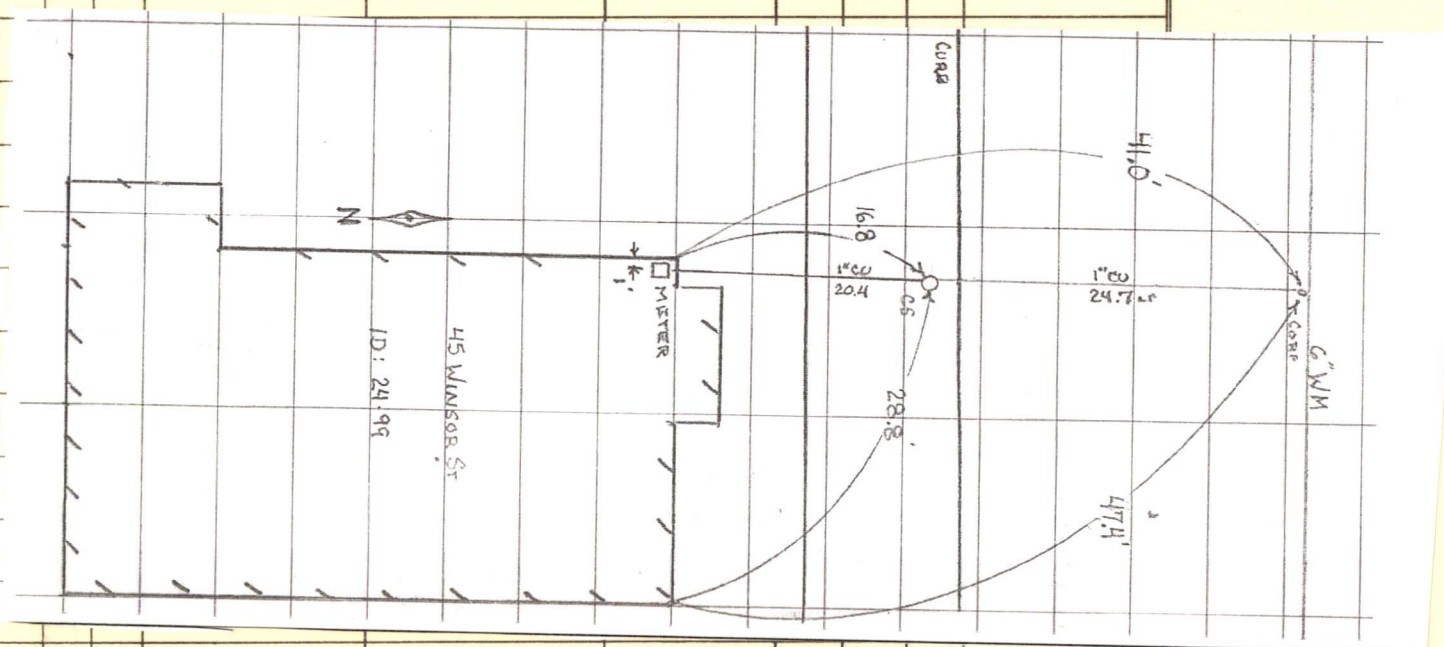 CURB
41.0'
16.8
N
1" CU
20.4
1" CU
24.7
CS
CORP
6" WM
1'
METER
45 WINSOR ST
ID: 24.99
28.8'
47.4'